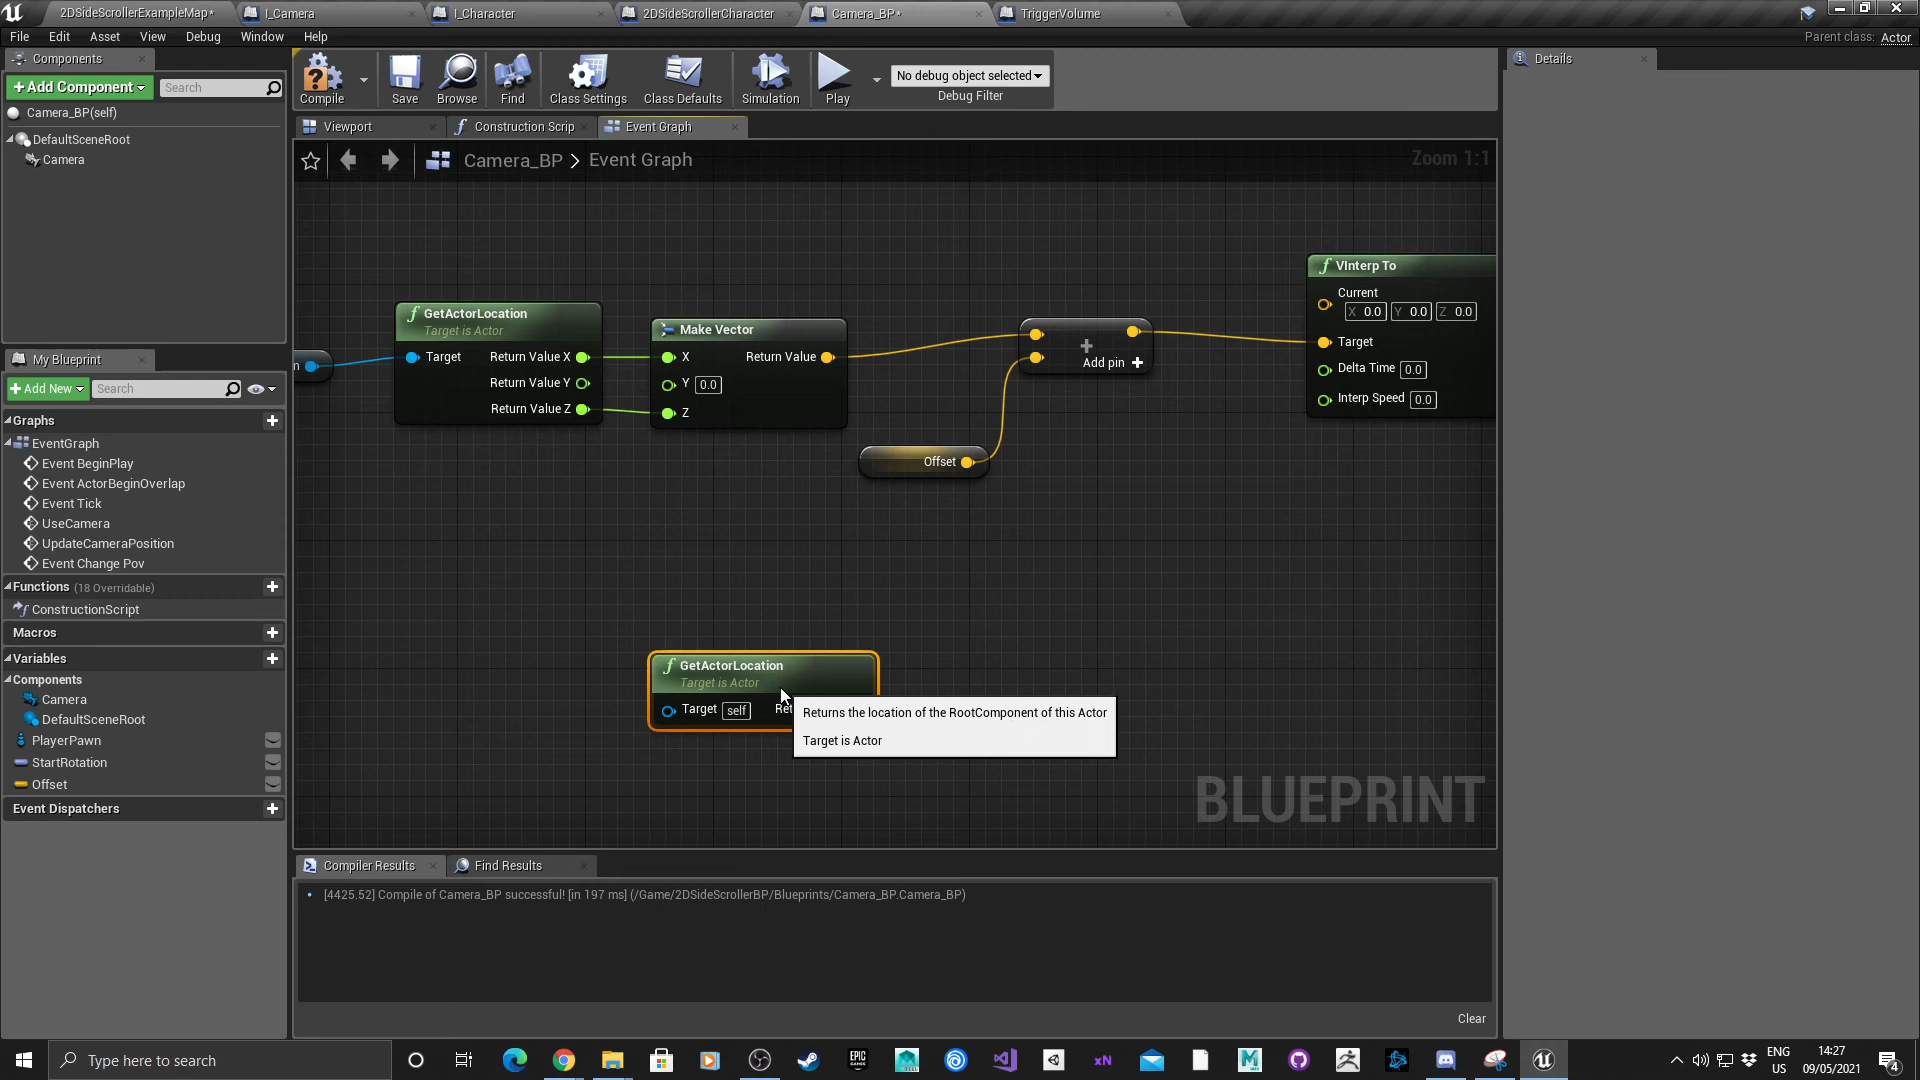 2DSideScrollerExampleMap*
I_Camera
I_Character
2DSideScrollerCharacter
Camera_BP*
TriggerVolume
File Edit Asset View Window Debug Help
Parent class: Actor
Components
+Add Component
Search
Camera_BP(self)
DefaultSceneRoot
Camera
Compile
Save
Browse
Find
Class Settings
Class Defaults
Simulation
Play
No debug object selected
Debug Filter
Details
Viewport
Construction Scrip
Event Graph
Camera_BP > Event Graph
Zoom 1:1
GetActorLocation
Target is Actor
Target
Return Value X
Return Value Y
Return Value Z
Make Vector
X
Y 0.0
Z
Return Value
Add pin
Offset
VInterp To
Current
X 0.0 Y 0.0 Z 0.0
Target
Delta Time 0.0
Interp Speed 0.0
My Blueprint
+Add New
Search
Graphs
EventGraph
Event BeginPlay
Event ActorBeginOverlap
Event Tick
UseCamera
UpdateCameraPosition
Event Change Pov
Functions (18 Overridable)
ConstructionScript
Macros
Variables
Components
Camera
DefaultSceneRoot
PlayerPawn
StartRotation
Offset
Event Dispatchers
GetActorLocation
Target is Actor
Target self
Ret
Returns the location of the RootComponent of this Actor
Target is Actor
BLUEPRINT
Compiler Results
Find Results
[4425.52] Compile of Camera_BP successful! [in 197 ms] (/Game/2DSideScrollerBP/Blueprints/Camera_BP.Camera_BP)
Clear
Type here to search
EPIC GAMES
xN
M
ENG
US
14:27
09/05/2021
4